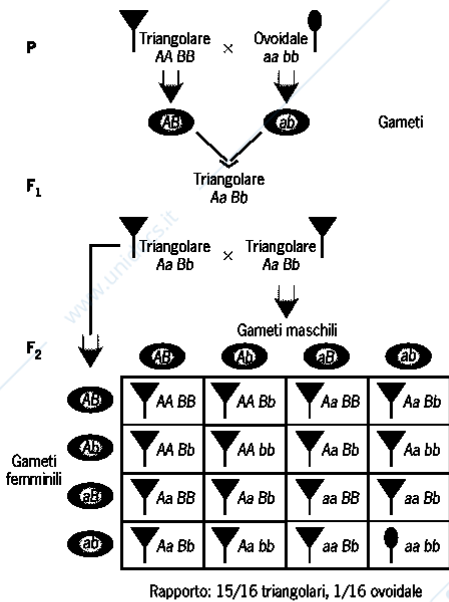 P
Triangolare × Ovoidale
AA BB aa bb
AB ab Gameti
F1
Triangolare
Aa Bb
Triangolare × Triangolare
Aa Bb Aa Bb
Gameti maschili
F2
AB Ab aB ab
AB AA BB AA Bb Aa BB Aa Bb
Ab AA Bb AA bb Aa Bb Aa bb
Gameti
femminili
aB Aa BB Aa Bb aa BB aa Bb
ab Aa Bb Aa bb aa Bb aa bb
Rapporto: 15/16 triangolari, 1/16 ovoidale